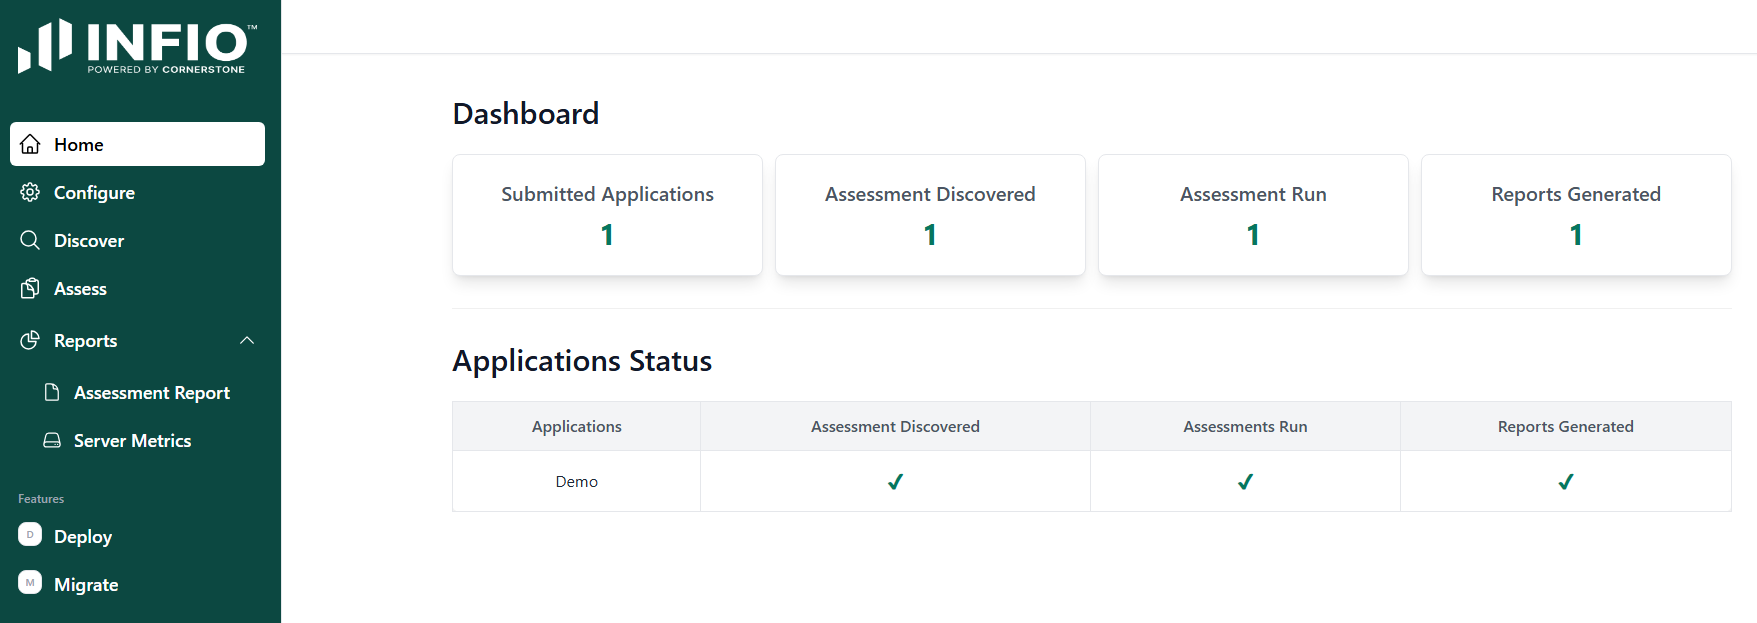 INFIO™
POWERED BY CORNERSTONE
Home
Configure
Discover
Assess
Reports
Assessment Report
Server Metrics
Features
D Deploy
M Migrate
Dashboard
Submitted Applications
1
Assessment Discovered
1
Assessment Run
1
Reports Generated
1
Applications Status
Applications Assessment Discovered Assessments Run Reports Generated
Demo ✓ ✓ ✓